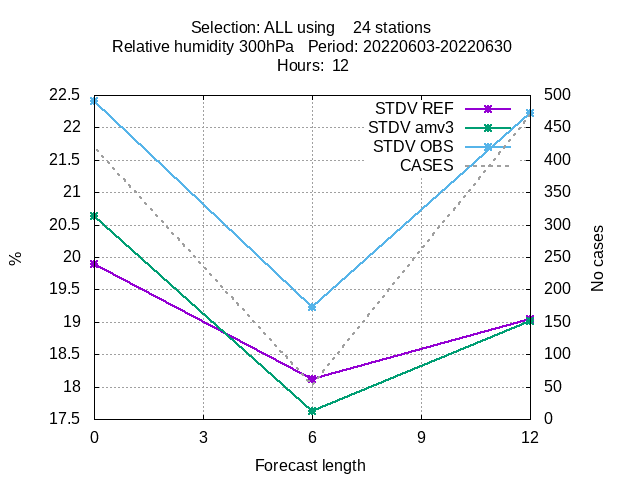 Selection: ALL using    24 stations
Relative humidity 300hPa   Period: 20220603-20220630
Hours:  12
STDV REF
STDV amv3
STDV OBS
CASES
22.5
22
21.5
21
20.5
20
19.5
19
18.5
18
17.5
%
500
450
400
350
300
250
200
150
100
50
0
No cases
0 3 6 9 12
Forecast length